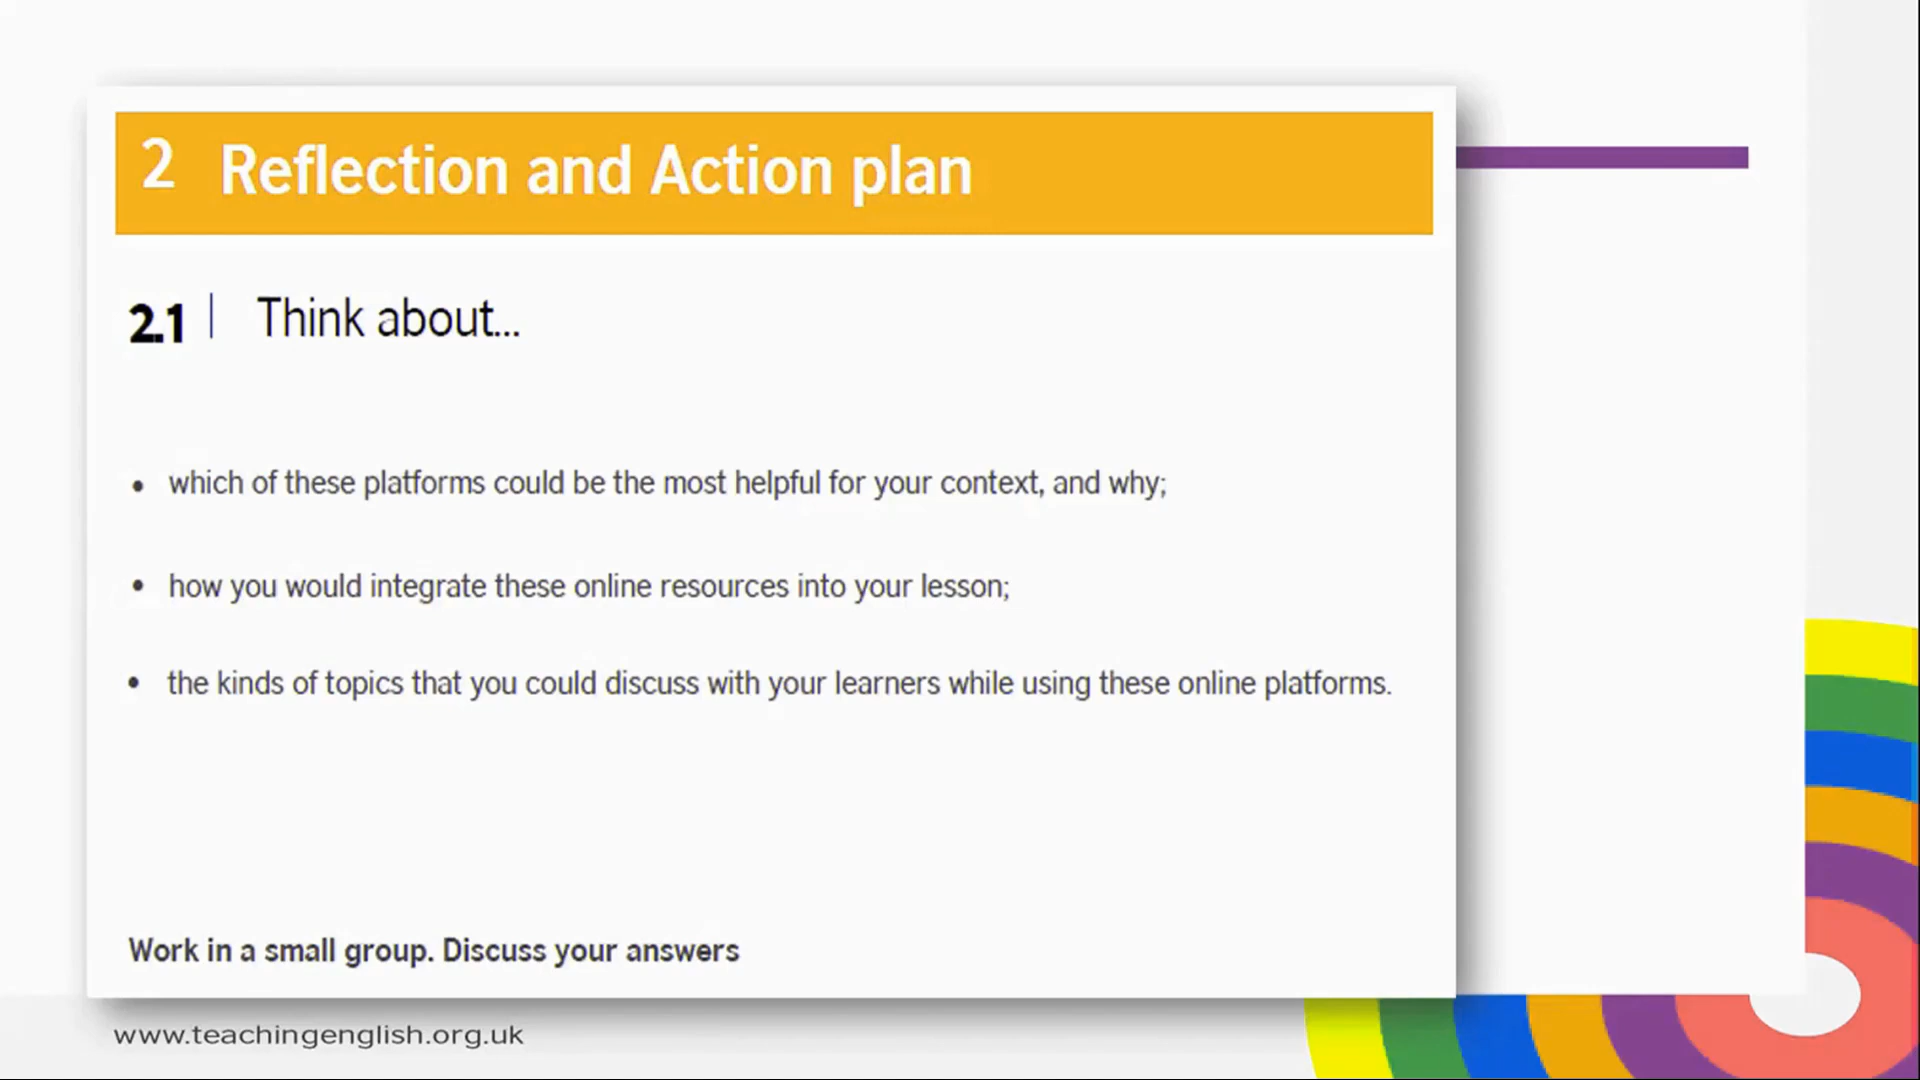 2 Reflection and Action plan
2.1 Think about...
• which of these platforms could be the most helpful for your context, and why;
• how you would integrate these online resources into your lesson;
• the kinds of topics that you could discuss with your learners while using these online platforms.
Work in a small group. Discuss your answers
www.teachingenglish.org.uk